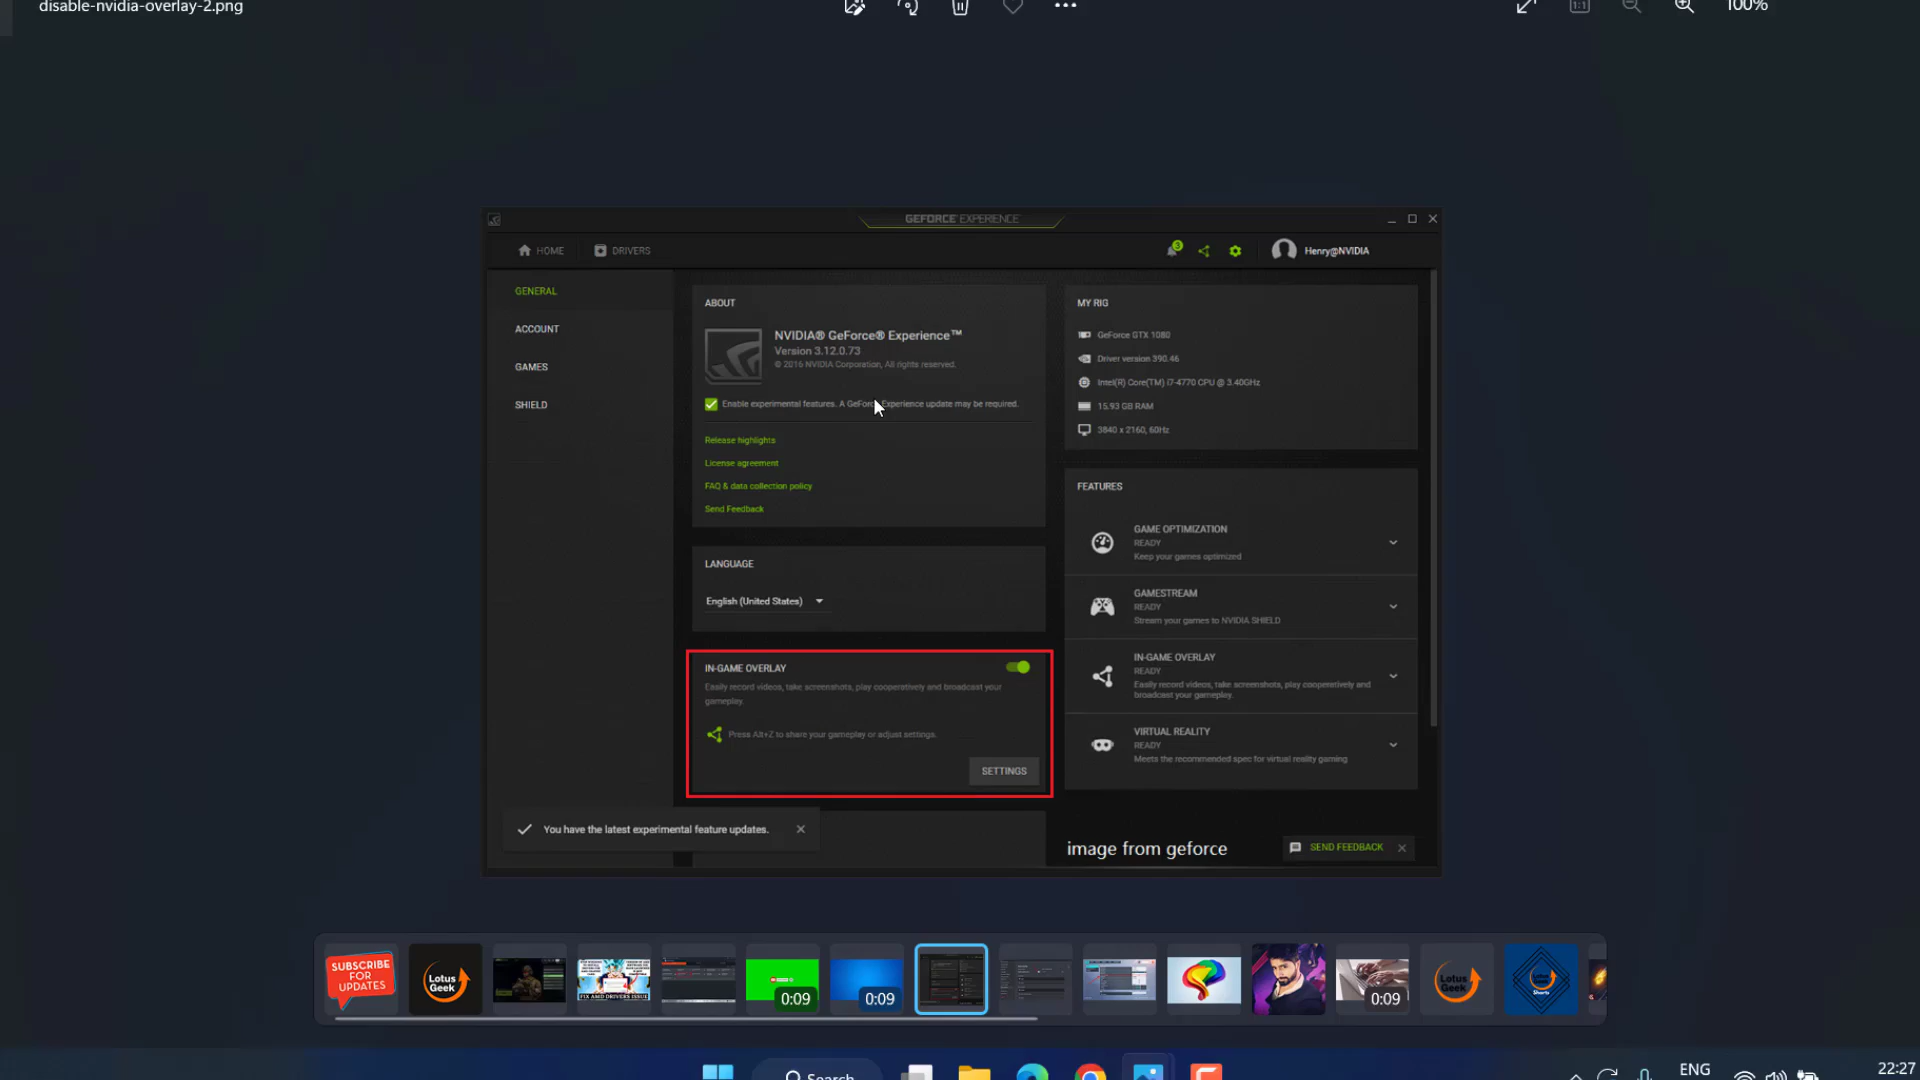 disable-nvidia-overlay-2.png
100%
GEFORCE EXPERIENCE
HOME
DRIVERS
3
Henry@NVIDIA
GENERAL
ACCOUNT
GAMES
SHIELD
ABOUT
NVIDIA® GeForce® Experience™
Version 3.12.0.73
© 2016 NVIDIA Corporation, All rights reserved.
Enable experimental features. A GeForce Experience update may be required.
Release highlights
License agreement
FAQ & data collection policy
Send Feedback
LANGUAGE
English (United States)
IN-GAME OVERLAY
Easily record videos, take screenshots, play cooperatively and broadcast your
gameplay.
Press Alt+Z to share your gameplay or adjust settings.
SETTINGS
MY RIG
GeForce GTX 1080
Driver version 390.46
Intel(R) Core(TM) i7-4770 CPU @ 3.40GHz
15.93 GB RAM
3840 x 2160, 60Hz
FEATURES
GAME OPTIMIZATION
READY
Keep your games optimized
GAMESTREAM
READY
Stream your games to NVIDIA SHIELD
IN-GAME OVERLAY
READY
Easily record videos, take screenshots, play cooperatively and
broadcast your gameplay.
VIRTUAL REALITY
READY
Meets the recommended spec for virtual reality gaming
You have the latest experimental feature updates.
image from geforce
SEND FEEDBACK
SUBSCRIBE
FOR
UPDATES
Lotus
Geek
FIX AMD DRIVERS ISSUE
0:09
0:09
0:09
Lotus
Geek
Search
ENG
22:27